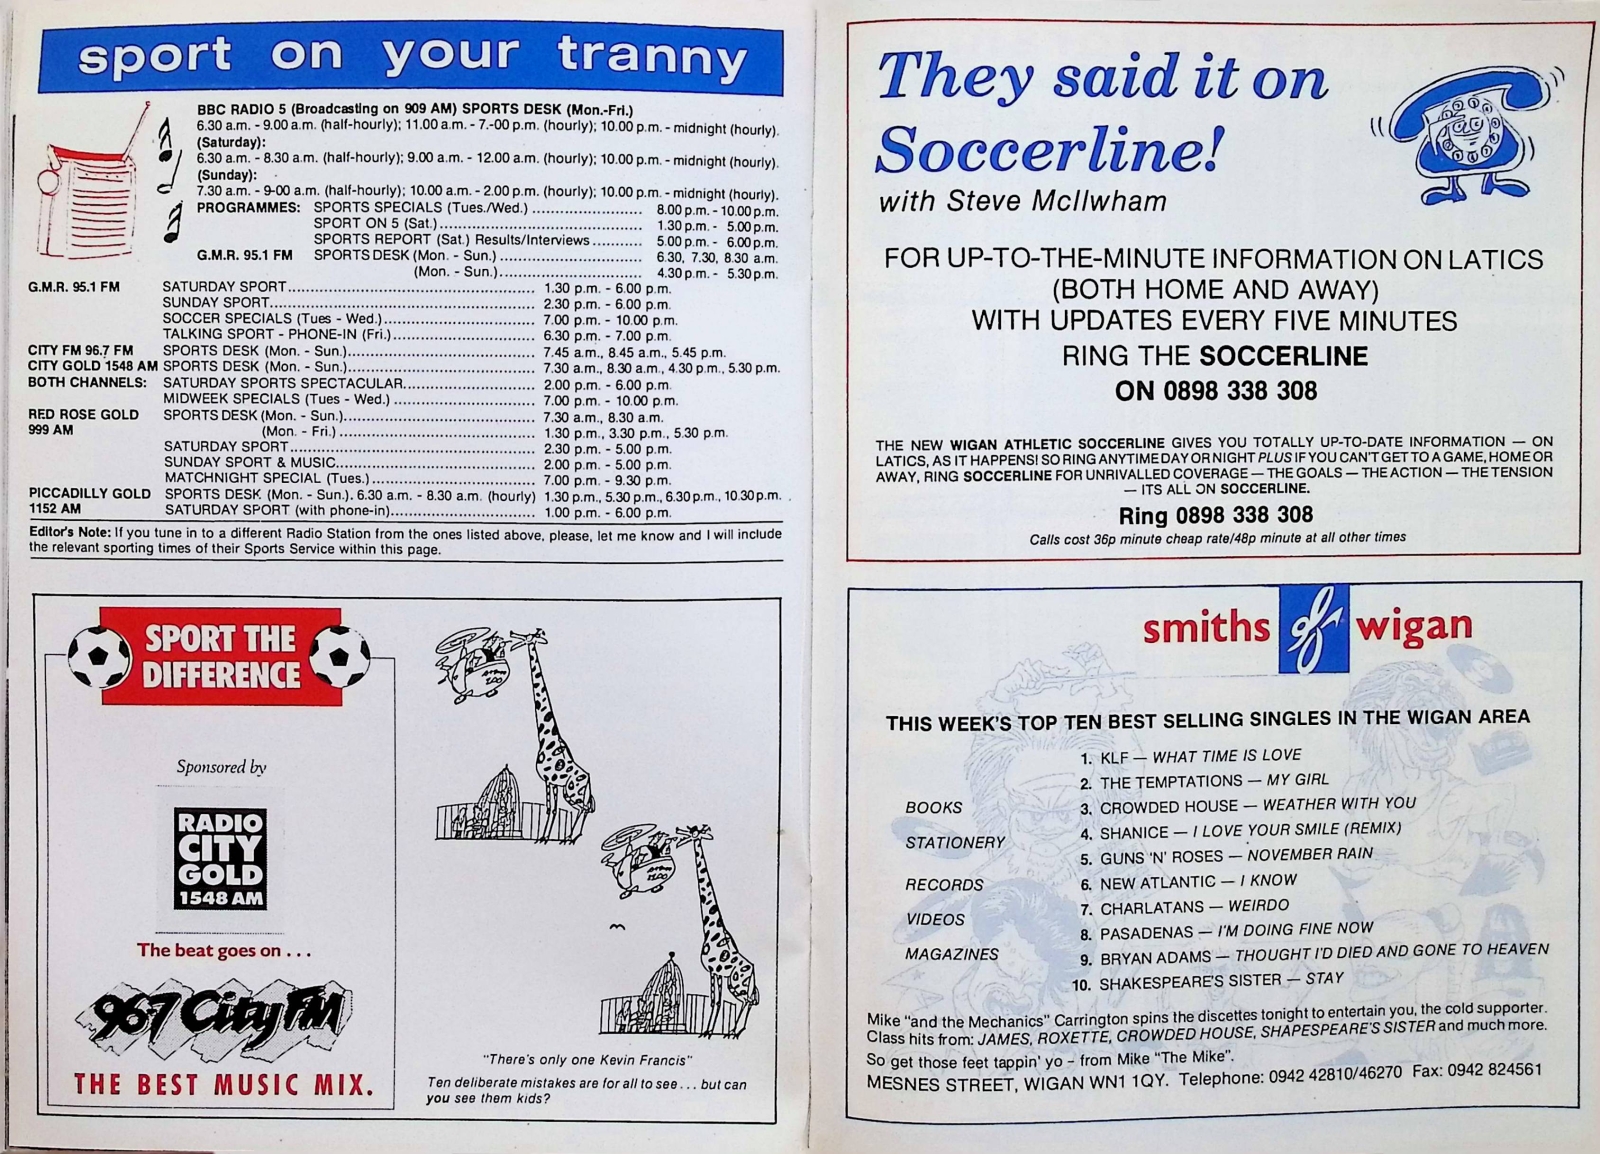 sport on your tranny
BBC RADIO 5 (Broadcasting on 909 AM) SPORTS DESK (Mon.-Fri.)
6.30 a.m. - 9.00 a.m. (half-hourly); 11.00 a.m. - 7.-00 p.m. (hourly); 10.00 p.m. - midnight (hourly).
(Saturday):
6.30 a.m. - 8.30 a.m. (half-hourly); 9.00 a.m. - 12.00 a.m. (hourly); 10.00 p.m. - midnight (hourly).
(Sunday):
7.30 a.m. - 9-00 a.m. (half-hourly); 10.00 a.m. - 2.00 p.m. (hourly); 10.00 p.m. - midnight (hourly).
PROGRAMMES: SPORTS SPECIALS (Tues./Wed.) 8.00 p.m. - 10.00 p.m.
SPORT ON 5 (Sat.) 1.30 p.m. - 5.00 p.m.
SPORTS REPORT (Sat.) Results/Interviews 5.00 p.m. - 6.00 p.m.
G.M.R. 95.1 FM SPORTS DESK (Mon. - Sun.) 6.30, 7.30, 8.30 a.m.
(Mon. - Sun.) 4.30 p.m. - 5.30 p.m.
G.M.R. 95.1 FM SATURDAY SPORT 1.30 p.m. - 6.00 p.m.
SUNDAY SPORT 2.30 p.m. - 6.00 p.m.
SOCCER SPECIALS (Tues - Wed.) 7.00 p.m. - 10.00 p.m.
TALKING SPORT - PHONE-IN (Fri.) 6.30 p.m. - 7.00 p.m.
CITY FM 96.7 FM SPORTS DESK (Mon. - Sun.) 7.45 a.m., 8.45 a.m., 5.45 p.m.
CITY GOLD 1548 AM SPORTS DESK (Mon. - Sun.) 7.30 a.m., 8.30 a.m., 4.30 p.m., 5.30 p.m.
BOTH CHANNELS: SATURDAY SPORTS SPECTACULAR 2.00 p.m. - 6.00 p.m.
MIDWEEK SPECIALS (Tues - Wed.) 7.00 p.m. - 10.00 p.m.
RED ROSE GOLD SPORTS DESK (Mon. - Sun.) 7.30 a.m., 8.30 a.m.
999 AM (Mon. - Fri.) 1.30 p.m., 3.30 p.m., 5.30 p.m.
SATURDAY SPORT 2.30 p.m. - 5.00 p.m.
SUNDAY SPORT & MUSIC 2.00 p.m. - 5.00 p.m.
MATCHNIGHT SPECIAL (Tues.) 7.00 p.m. - 9.30 p.m.
PICCADILLY GOLD SPORTS DESK (Mon. - Sun.). 6.30 a.m. - 8.30 a.m. (hourly) 1.30 p.m., 5.30 p.m., 6.30 p.m., 10.30 p.m.
1152 AM SATURDAY SPORT (with phone-in) 1.00 p.m. - 6.00 p.m.
Editor's Note: If you tune in to a different Radio Station from the ones listed above, please, let me know and I will include
the relevant sporting times of their Sports Service within this page.
SPORT THE
DIFFERENCE
Sponsored by
RADIO
CITY
GOLD
1548 AM
The beat goes on . . .
96.7 City FM
THE BEST MUSIC MIX.
"There's only one Kevin Francis"
Ten deliberate mistakes are for all to see . . . but can
you see them kids?
They said it on
Soccerline!
with Steve McIlwham
FOR UP-TO-THE-MINUTE INFORMATION ON LATICS
(BOTH HOME AND AWAY)
WITH UPDATES EVERY FIVE MINUTES
RING THE SOCCERLINE
ON 0898 338 308
THE NEW WIGAN ATHLETIC SOCCERLINE GIVES YOU TOTALLY UP-TO-DATE INFORMATION — ON
LATICS, AS IT HAPPENS! SO RING ANYTIME DAY OR NIGHT PLUS IF YOU CAN'T GET TO A GAME, HOME OR
AWAY, RING SOCCERLINE FOR UNRIVALLED COVERAGE — THE GOALS — THE ACTION — THE TENSION
— ITS ALL ON SOCCERLINE.
Ring 0898 338 308
Calls cost 36p minute cheap rate/48p minute at all other times
smiths of wigan
THIS WEEK'S TOP TEN BEST SELLING SINGLES IN THE WIGAN AREA
BOOKS
STATIONERY
RECORDS
VIDEOS
MAGAZINES
1. KLF — WHAT TIME IS LOVE
2. THE TEMPTATIONS — MY GIRL
3. CROWDED HOUSE — WEATHER WITH YOU
4. SHANICE — I LOVE YOUR SMILE (REMIX)
5. GUNS 'N' ROSES — NOVEMBER RAIN
6. NEW ATLANTIC — I KNOW
7. CHARLATANS — WEIRDO
8. PASADENAS — I'M DOING FINE NOW
9. BRYAN ADAMS — THOUGHT I'D DIED AND GONE TO HEAVEN
10. SHAKESPEARE'S SISTER — STAY
Mike "and the Mechanics" Carrington spins the discettes tonight to entertain you, the cold supporter.
Class hits from: JAMES, ROXETTE, CROWDED HOUSE, SHAPESPEARE'S SISTER and much more.
So get those feet tappin' yo - from Mike "The Mike".
MESNES STREET, WIGAN WN1 1QY. Telephone: 0942 42810/46270 Fax: 0942 824561